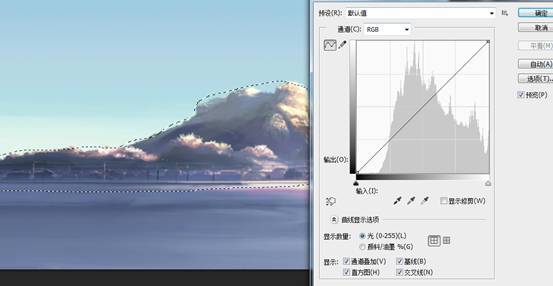 预设(R): 默认值
确定
取消
通道(C): RGB
平滑(M)
自动(A)
选项(T)...
预览(P)
输出(O):
输入(I):
显示修剪(W)
曲线显示选项
显示数量: 光 (0-255)(L)
颜料/油墨 %(G)
显示: 通道叠加(V) 基线(B)
直方图(H) 交叉线(N)